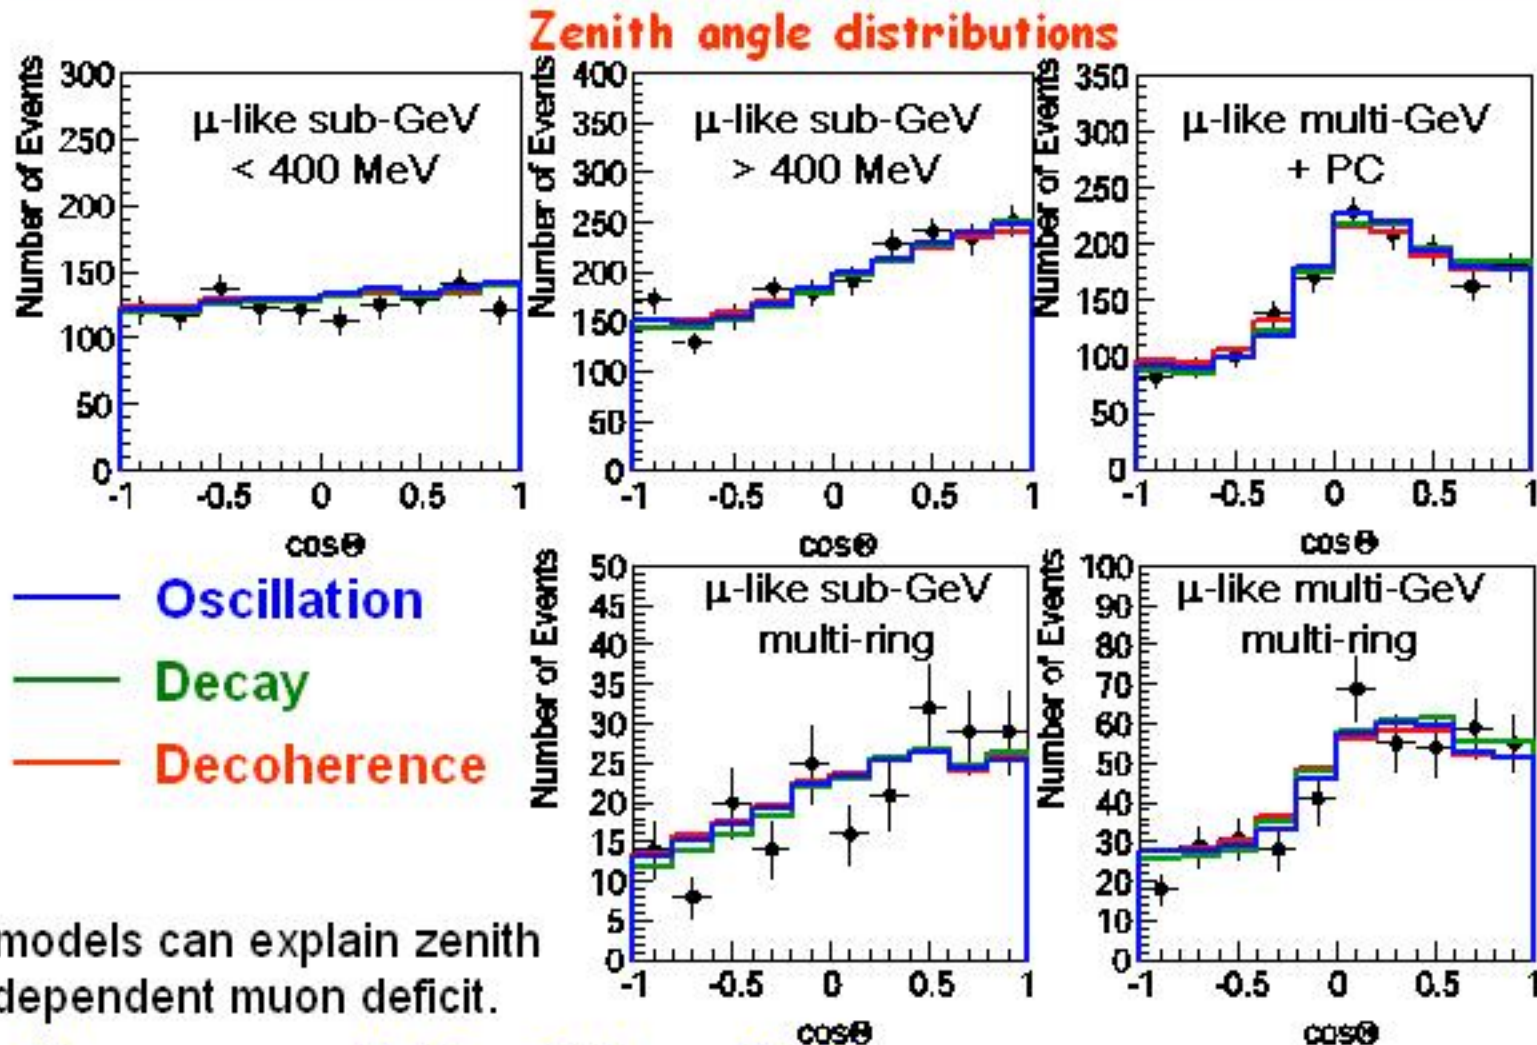 Zenith angle distributions
Number of Events
300
250
200
150
100
50
0
μ-like sub-GeV
< 400 MeV
-1 -0.5 0 0.5 1
cosΘ
Number of Events
400
350
300
250
200
150
100
50
0
μ-like sub-GeV
> 400 MeV
-1 -0.5 0 0.5 1
cosΘ
Number of Events
350
300
250
200
150
100
50
0
μ-like multi-GeV
+ PC
-1 -0.5 0 0.5 1
cosΘ
Oscillation
Decay
Decoherence
Number of Events
50
45
40
35
30
25
20
15
10
5
0
μ-like sub-GeV
multi-ring
-1 -0.5 0 0.5 1
cosΘ
Number of Events
100
90
80
70
60
50
40
30
20
10
0
μ-like multi-GeV
multi-ring
-1 -0.5 0 0.5 1
cosΘ
models can explain zenith
dependent muon deficit.